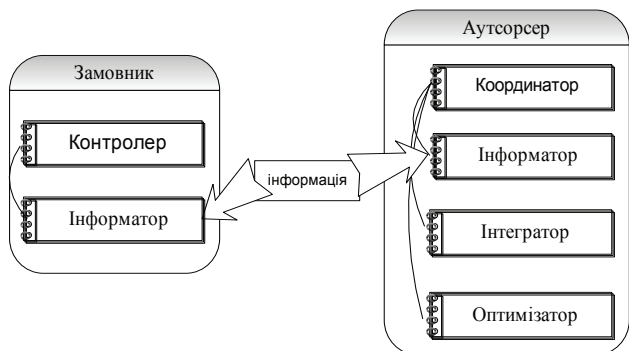 Замовник
Контролер
Інформатор
інформація
Аутсорсер
Координатор
Інформатор
Інтегратор
Оптимізатор